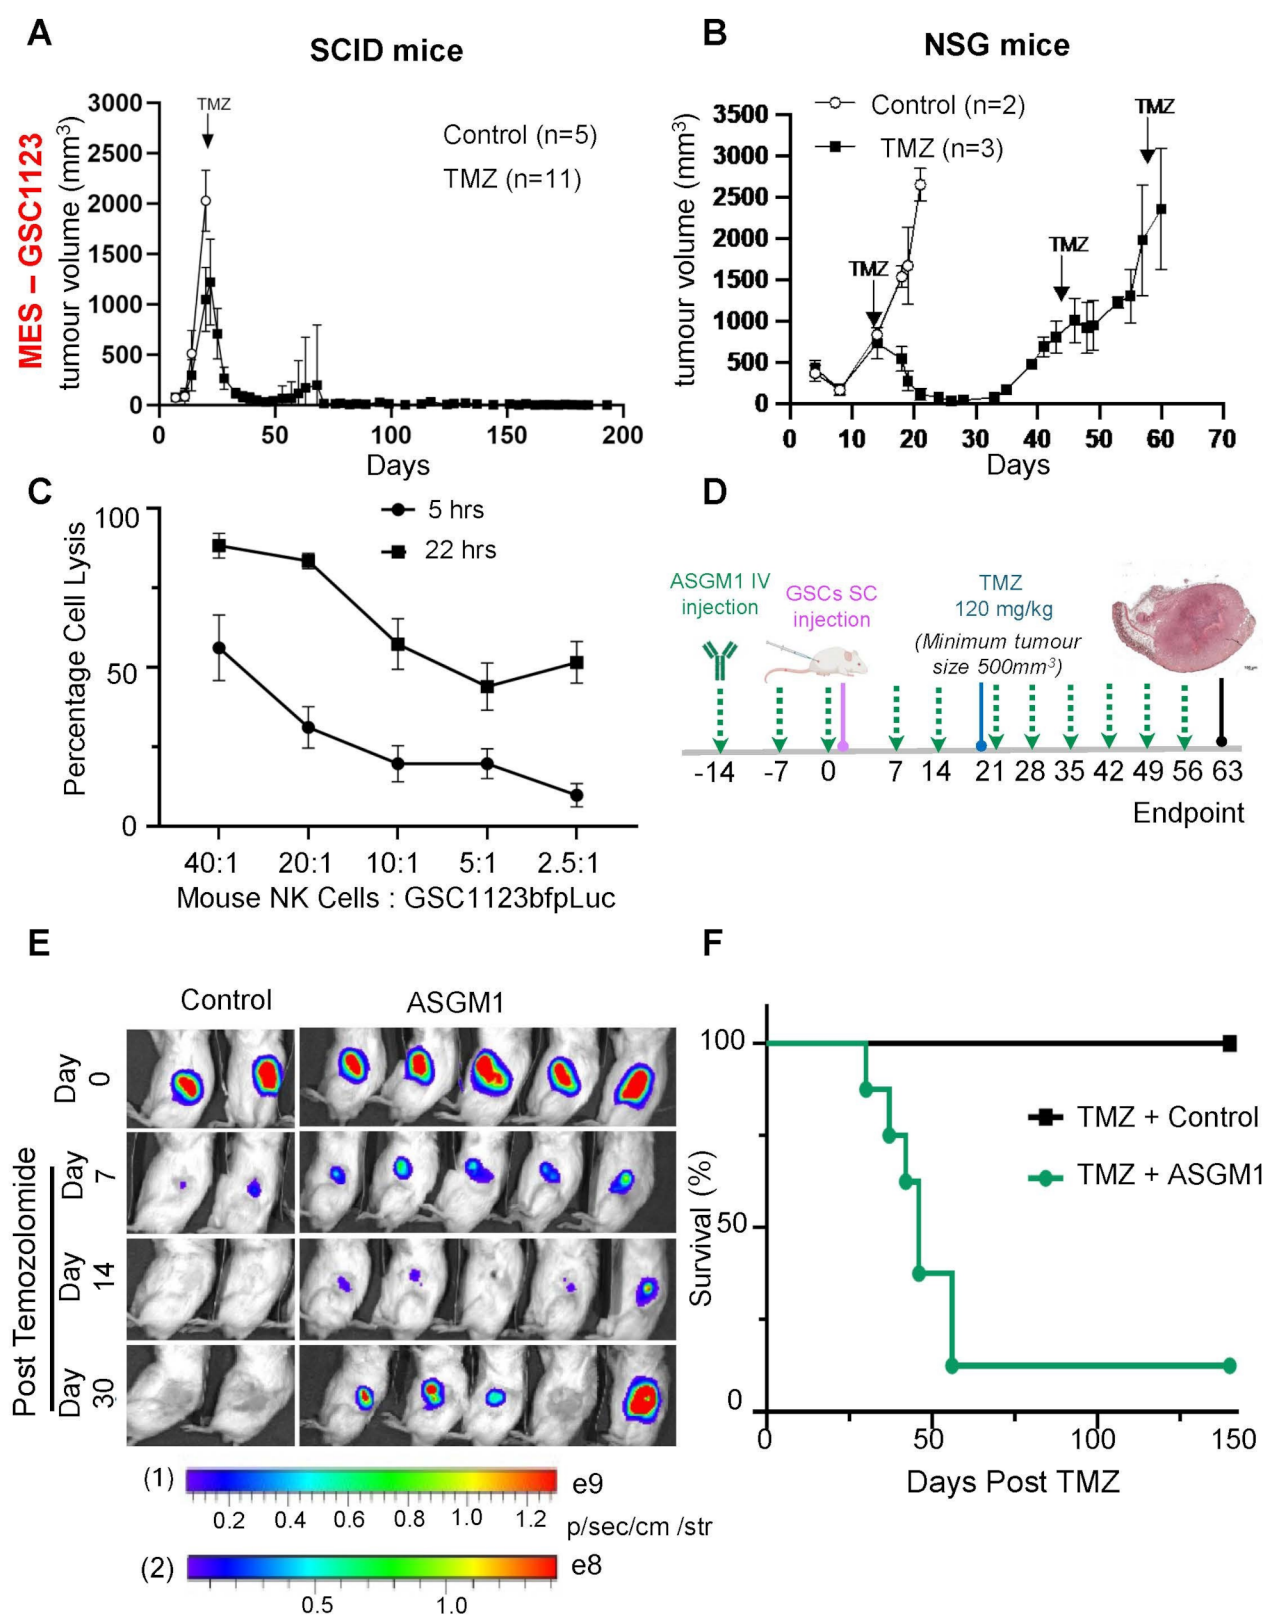 A
SCID mice
MES – GSC1123
tumour volume (mm³)
3000
2500
2000
1500
1000
500
0
TMZ
Control (n=5)
TMZ (n=11)
0 50 100 150 200
Days
B
NSG mice
tumour volume (mm³)
3500
3000
2500
2000
1500
1000
500
0
Control (n=2)
TMZ (n=3)
TMZ
TMZ
TMZ
0 10 20 30 40 50 60 70
Days
C
Percentage Cell Lysis
100
50
0
5 hrs
22 hrs
40:1 20:1 10:1 5:1 2.5:1
Mouse NK Cells : GSC1123bfpLuc
D
ASGM1 IV
injection
GSCs SC
injection
TMZ
120 mg/kg
(Minimum tumour
size 500mm³)
-14 -7 0 7 14 21 28 35 42 49 56 63
Endpoint
E
Control ASGM1
Day 0
Post Temozolomide
Day 7
Day 14
Day 30
(1) e9
0.2 0.4 0.6 0.8 1.0 1.2 p/sec/cm /str
(2) e8
0.5 1.0
F
Survival (%)
100
50
0
TMZ + Control
TMZ + ASGM1
0 50 100 150
Days Post TMZ